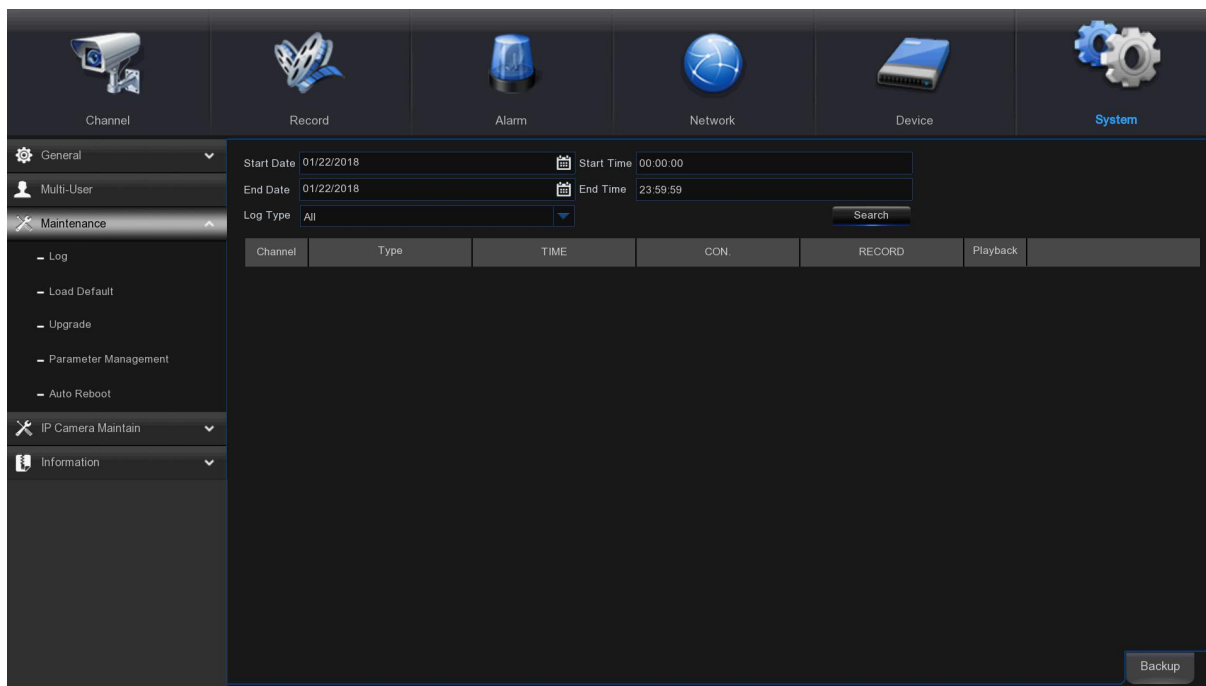 Channel Record Alarm Network Device System
General
Multi-User
Maintenance
Log
Load Default
Upgrade
Parameter Management
Auto Reboot
IP Camera Maintain
Information
Start Date 01/22/2018 Start Time 00:00:00
End Date 01/22/2018 End Time 23:59:59
Log Type All Search
Channel Type TIME CON. RECORD Playback
Backup